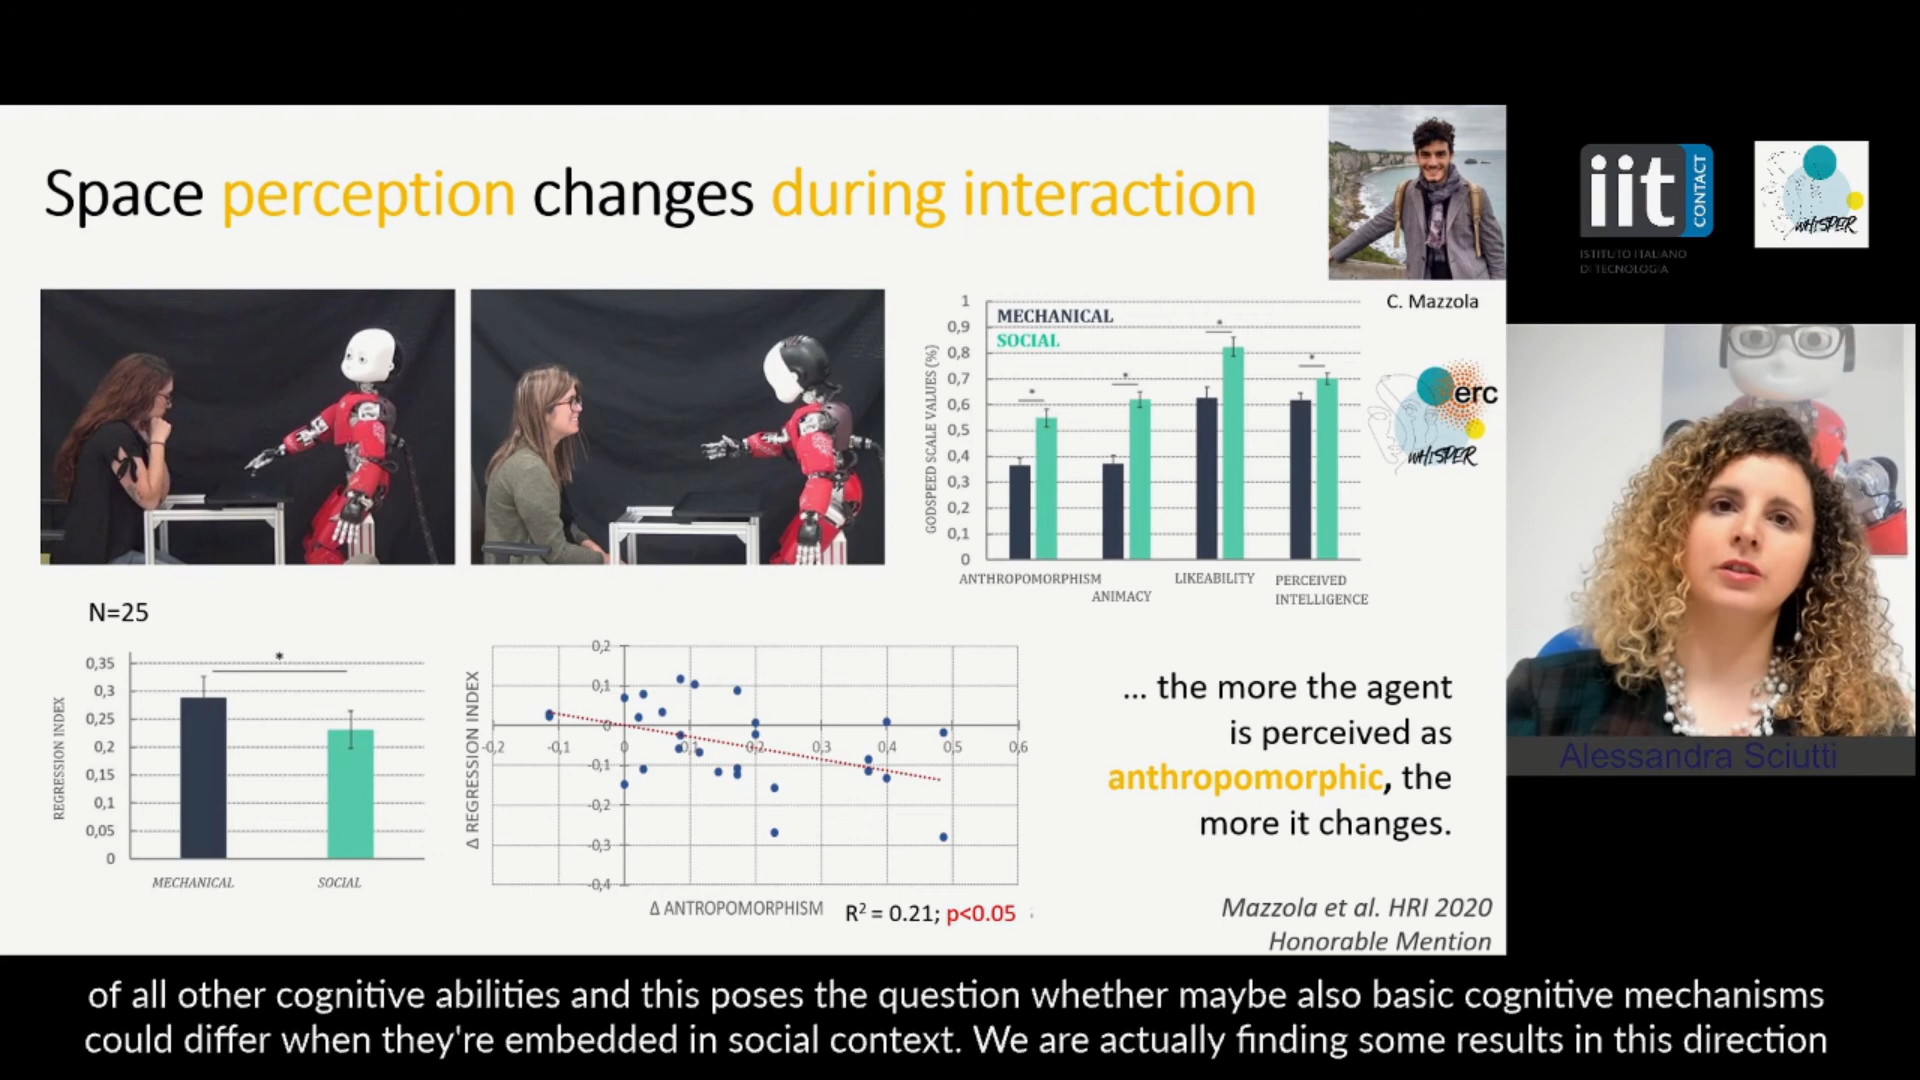 Space perception changes during interaction
C. Mazzola
iit
CONTACT
ISTITUTO ITALIANO
DI TECNOLOGIA
WHISPER
erc
WHISPER
GODSPEED SCALE VALUES (%)
1
0,9
0,8
0,7
0,6
0,5
0,4
0,3
0,2
0,1
0
MECHANICAL
SOCIAL
*
*
*
*
ANTHROPOMORPHISM
ANIMACY
LIKEABILITY
PERCEIVED
INTELLIGENCE
N=25
REGRESSION INDEX
0,35
0,3
0,25
0,2
0,15
0,1
0,05
0
*
MECHANICAL
SOCIAL
Δ REGRESSION INDEX
0,2
0,1
0
-0,1
-0,2
-0,3
-0,4
-0,2
-0,1
0
0,1
0,2
0,3
0,4
0,5
0,6
Δ ANTROPOMORPHISM
R² = 0.21; p<0.05
... the more the agent
is perceived as
anthropomorphic, the
more it changes.
Mazzola et al. HRI 2020
Honorable Mention
Alessandra Sciutti
of all other cognitive abilities and this poses the question whether maybe also basic cognitive mechanisms
could differ when they're embedded in social context. We are actually finding some results in this direction